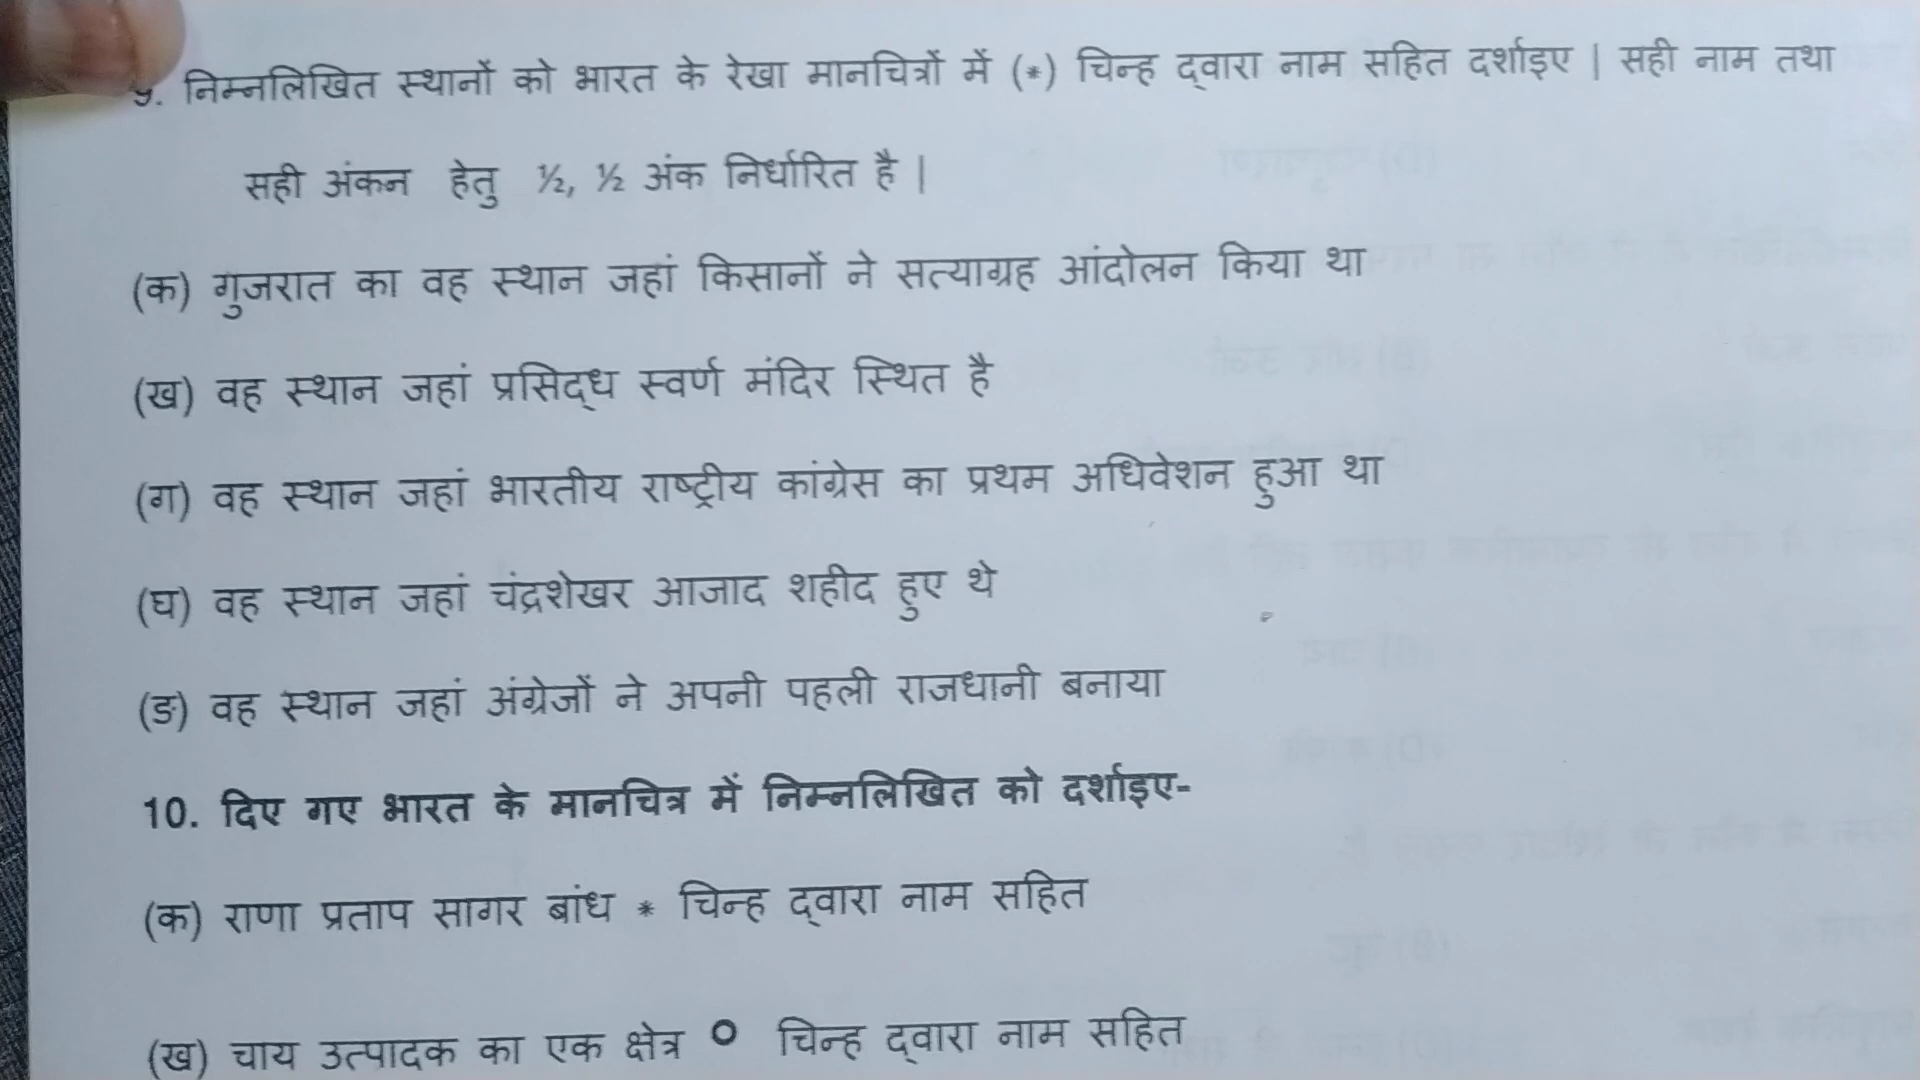 9. निम्नलिखित स्थानों को भारत के रेखा मानचित्रों में (*) चिन्ह द्वारा नाम सहित दर्शाइए | सही नाम तथा
सही अंकन हेतु ½, ½ अंक निर्धारित है |
(क) गुजरात का वह स्थान जहां किसानों ने सत्याग्रह आंदोलन किया था
(ख) वह स्थान जहां प्रसिद्ध स्वर्ण मंदिर स्थित है
(ग) वह स्थान जहां भारतीय राष्ट्रीय कांग्रेस का प्रथम अधिवेशन हुआ था
(घ) वह स्थान जहां चंद्रशेखर आजाद शहीद हुए थे
(ङ) वह स्थान जहां अंग्रेजों ने अपनी पहली राजधानी बनाया
10. दिए गए भारत के मानचित्र में निम्नलिखित को दर्शाइए-
(क) राणा प्रताप सागर बांध * चिन्ह द्वारा नाम सहित
(ख) चाय उत्पादक का एक क्षेत्र o चिन्ह द्वारा नाम सहित